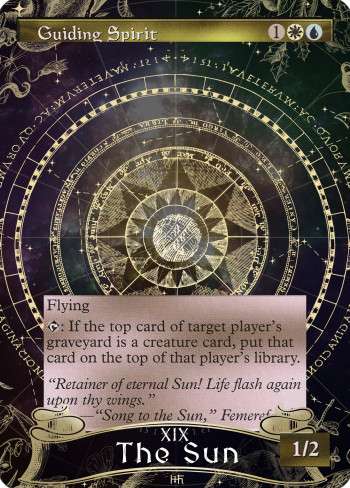 Guiding Spirit 1
Flying
: If the top card of target player's
graveyard is a creature card, put that
card on the top of that player's library.
“Retainer of eternal Sun! Life flash again
upon thy wings.”
“Song to the Sun,” Femeref
XIX
The Sun
1/2